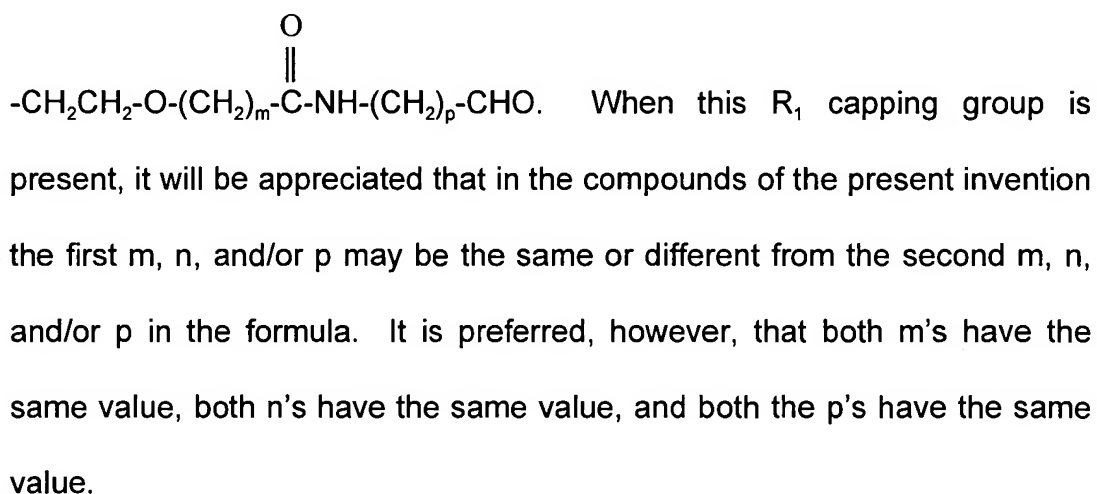 O
||
-CH₂CH₂-O-(CH₂)ₘ-C-NH-(CH₂)ₚ-CHO. When this R₁ capping group is
present, it will be appreciated that in the compounds of the present invention
the first m, n, and/or p may be the same or different from the second m, n,
and/or p in the formula. It is preferred, however, that both m's have the
same value, both n's have the same value, and both the p's have the same
value.